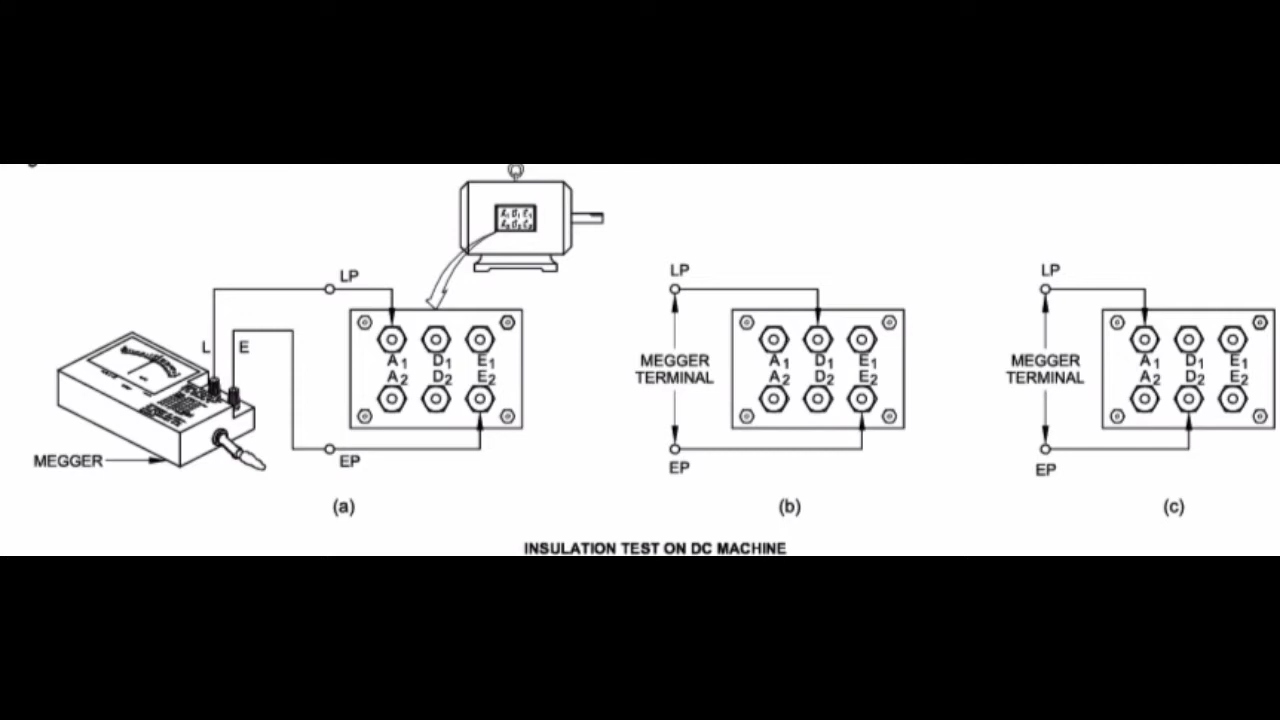 LP
L
E
A1 D1 E1
A2 D2 E2
MEGGER
EP
(a)
LP
MEGGER
TERMINAL
A1 D1 E1
A2 D2 E2
EP
(b)
LP
MEGGER
TERMINAL
A1 D1 E1
A2 D2 E2
EP
(c)
INSULATION TEST ON DC MACHINE